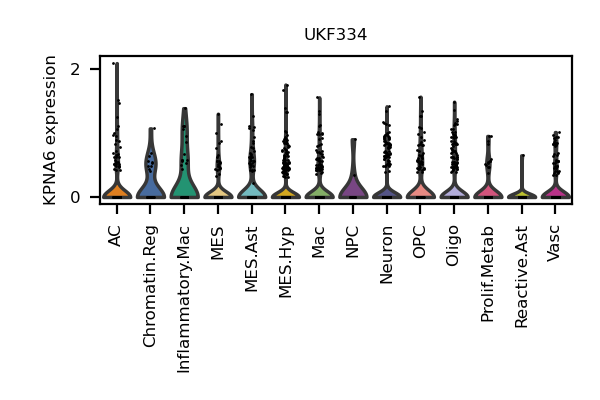 UKF334
KPNA6 expression
2
0
AC
Chromatin.Reg
Inflammatory.Mac
MES
MES.Ast
MES.Hyp
Mac
NPC
Neuron
OPC
Oligo
Prolif.Metab
Reactive.Ast
Vasc